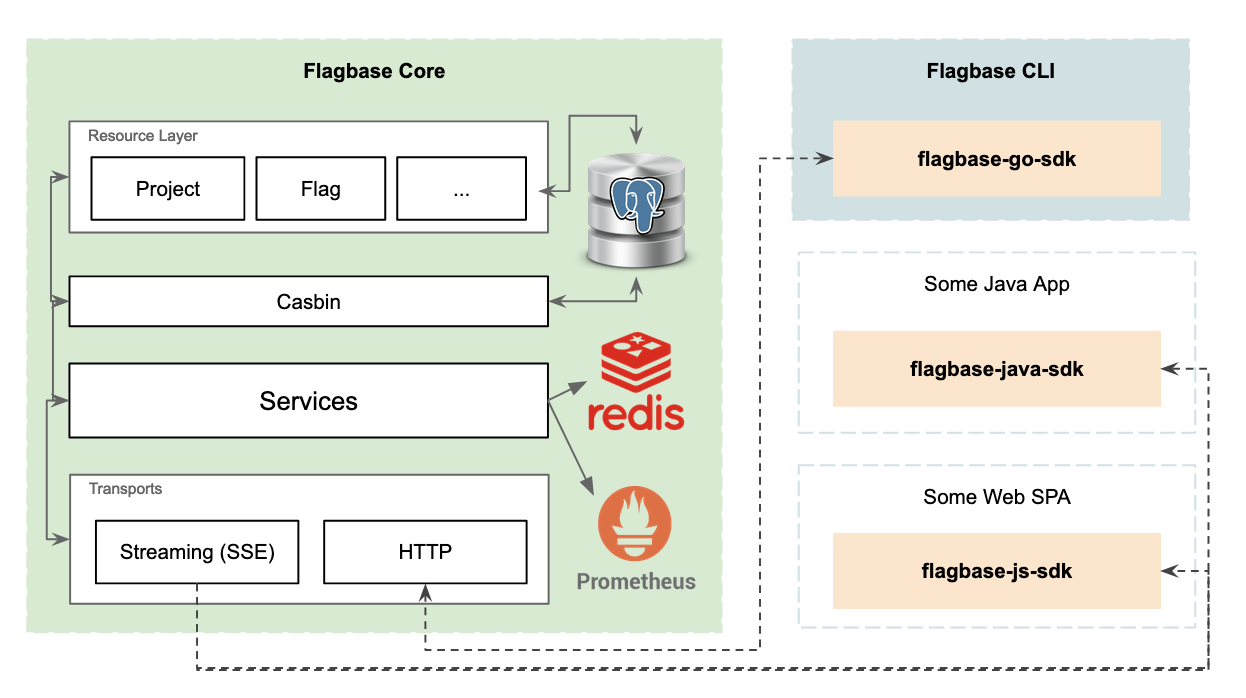 Flagbase Core
Resource Layer
Project
Flag
...
Casbin
Services
redis
Transports
Streaming (SSE)
HTTP
Prometheus
Flagbase CLI
flagbase-go-sdk
Some Java App
flagbase-java-sdk
Some Web SPA
flagbase-js-sdk